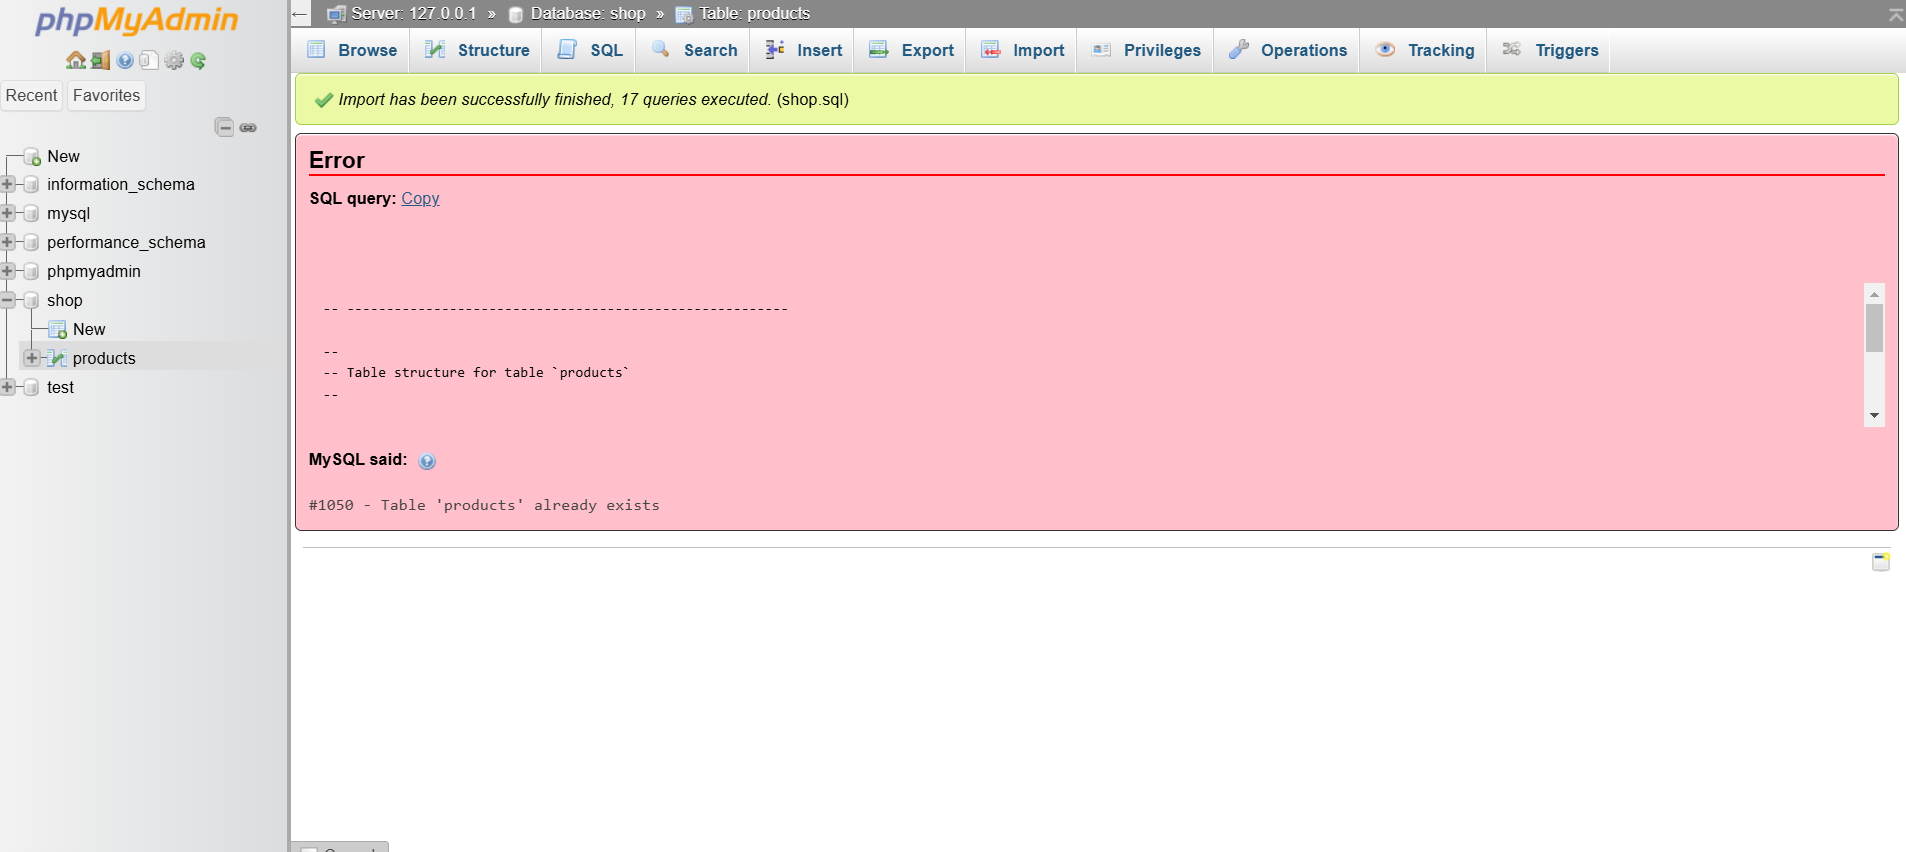 phpMyAdmin
Recent
Favorites
New
information_schema
mysql
performance_schema
phpmyadmin
shop
New
products
test
← Server: 127.0.0.1 » Database: shop » Table: products
Browse Structure SQL Search Insert Export Import Privileges Operations Tracking Triggers
Import has been successfully finished, 17 queries executed. (shop.sql)
Error
SQL query: Copy
-- --------------------------------------------------------
--
-- Table structure for table `products`
--
MySQL said:
#1050 - Table 'products' already exists